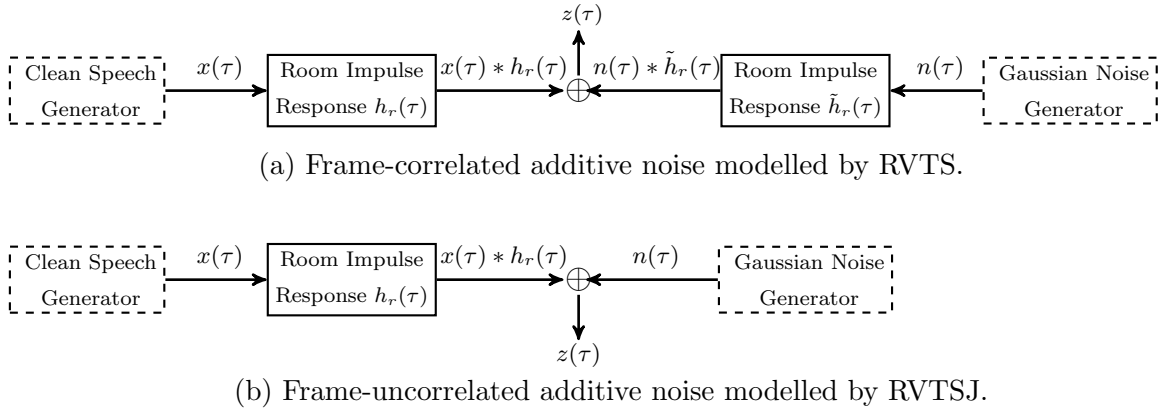 z(τ)
Clean Speech
Generator
x(τ)
Room Impulse
Response h_r(τ)
x(τ) ∗ h_r(τ)
⊕
n(τ) ∗ h̃_r(τ)
Room Impulse
Response h̃_r(τ)
n(τ)
Gaussian Noise
Generator
(a) Frame-correlated additive noise modelled by RVTS.
Clean Speech
Generator
x(τ)
Room Impulse
Response h_r(τ)
x(τ) ∗ h_r(τ)
⊕
n(τ)
Gaussian Noise
Generator
z(τ)
(b) Frame-uncorrelated additive noise modelled by RVTSJ.